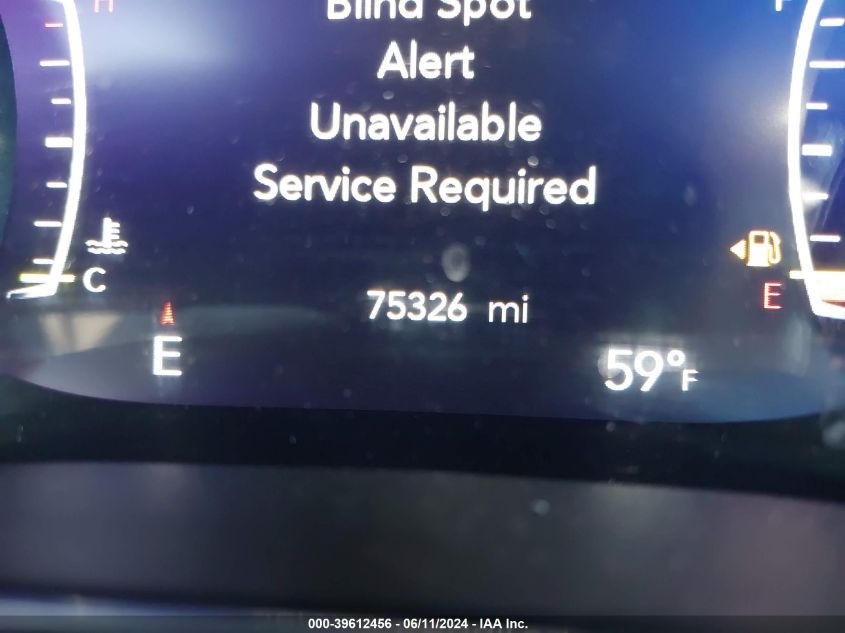 H
Blind Spot
F
Alert
Unavailable
Service Required
C
E
75326 mi
E
59°F
000-39612456 - 06/11/2024 - IAA Inc.